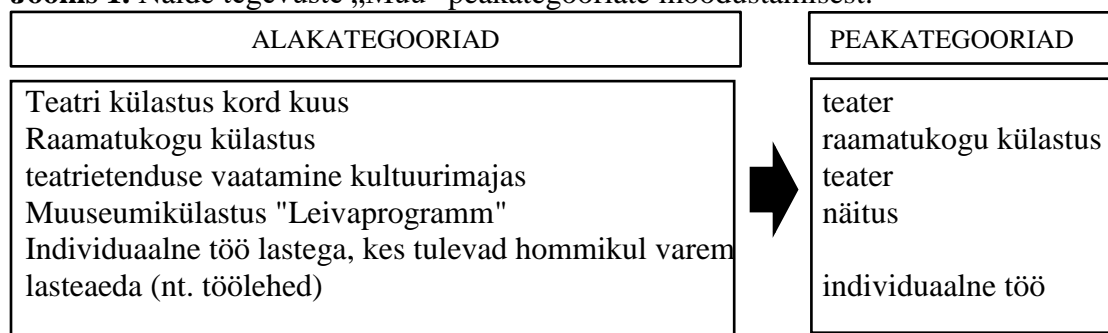 Joonis 1. Näide tegevuste „Muu“ peakategooriate moodustamisest.
ALAKATEGOORIAD
PEAKATEGOORIAD
Teatri külastus kord kuus
Raamatukogu külastus
teatrietenduse vaatamine kultuurimajas
Muuseumikülastus "Leivaprogramm"
Individuaalne töö lastega, kes tulevad hommikul varem
lasteaeda (nt. töölehed)
teater
raamatukogu külastus
teater
näitus
individuaalne töö